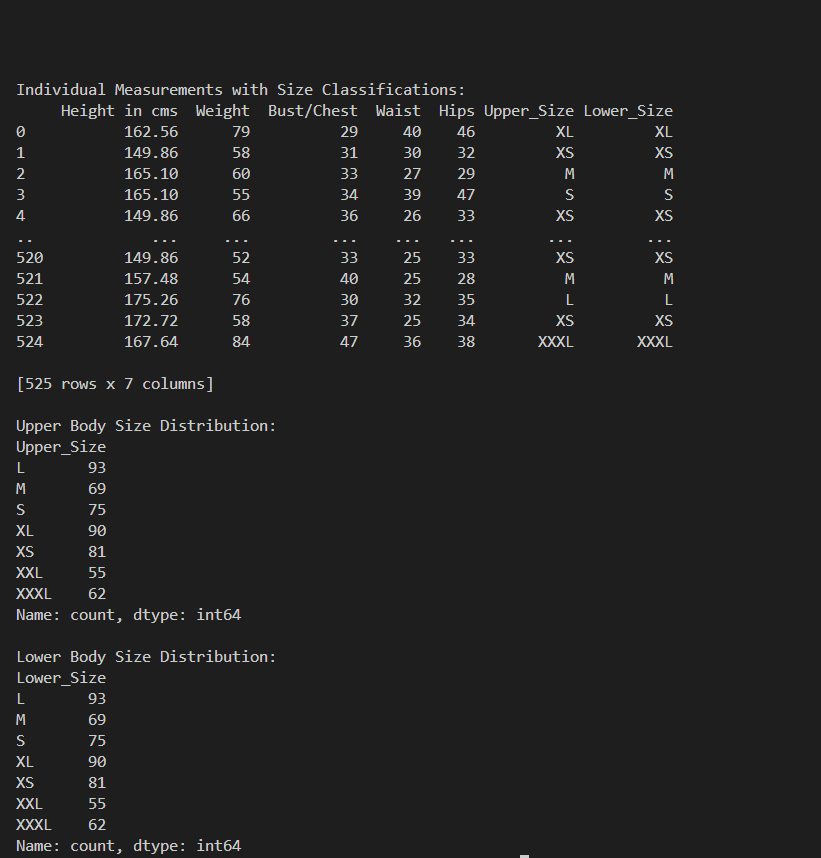 Individual Measurements with Size Classifications:
     Height in cms  Weight  Bust/Chest  Waist  Hips Upper_Size Lower_Size
0           162.56      79          29     40    46         XL         XL
1           149.86      58          31     30    32         XS         XS
2           165.10      60          33     27    29          M          M
3           165.10      55          34     39    47          S          S
4           149.86      66          36     26    33         XS         XS
..             ...     ...         ...    ...   ...        ...        ...
520         149.86      52          33     25    33         XS         XS
521         157.48      54          40     25    28          M          M
522         175.26      76          30     32    35          L          L
523         172.72      58          37     25    34         XS         XS
524         167.64      84          47     36    38       XXXL       XXXL
[525 rows x 7 columns]
Upper Body Size Distribution:
Upper_Size
L       93
M       69
S       75
XL      90
XS      81
XXL     55
XXXL    62
Name: count, dtype: int64
Lower Body Size Distribution:
Lower_Size
L       93
M       69
S       75
XL      90
XS      81
XXL     55
XXXL    62
Name: count, dtype: int64